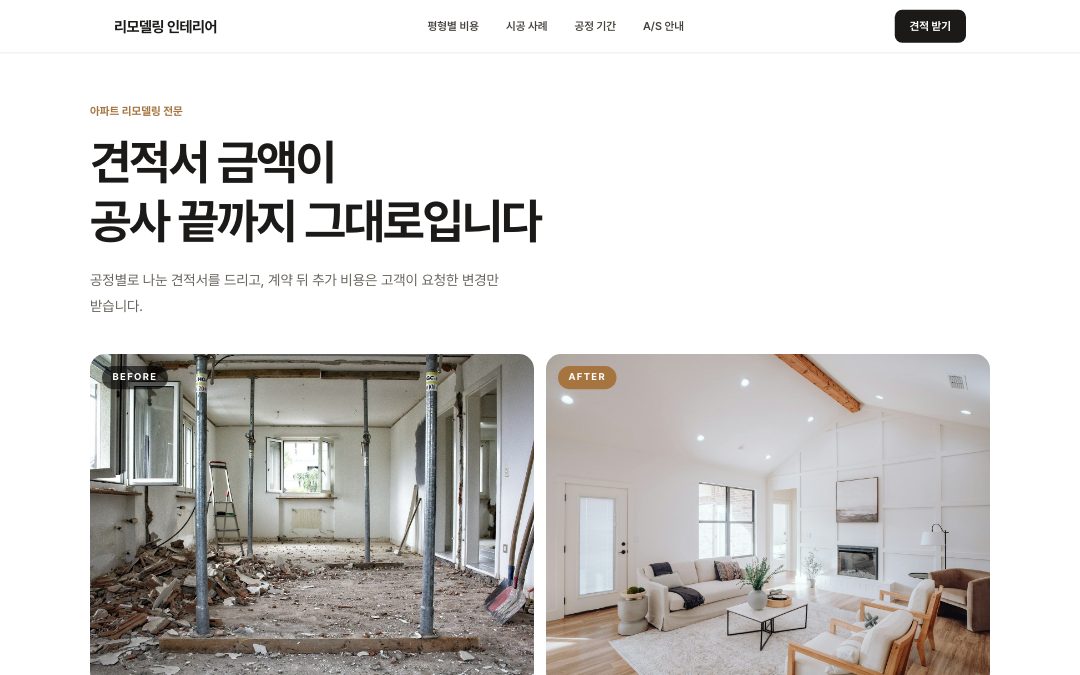 리모델링 인테리어
평형별 비용
시공 사례
공정 기간
A/S 안내
견적 받기
아파트 리모델링 전문
견적서 금액이
공사 끝까지 그대로입니다
공정별로 나눈 견적서를 드리고, 계약 뒤 추가 비용은 고객이 요청한 변경만
받습니다.
BEFORE
AFTER